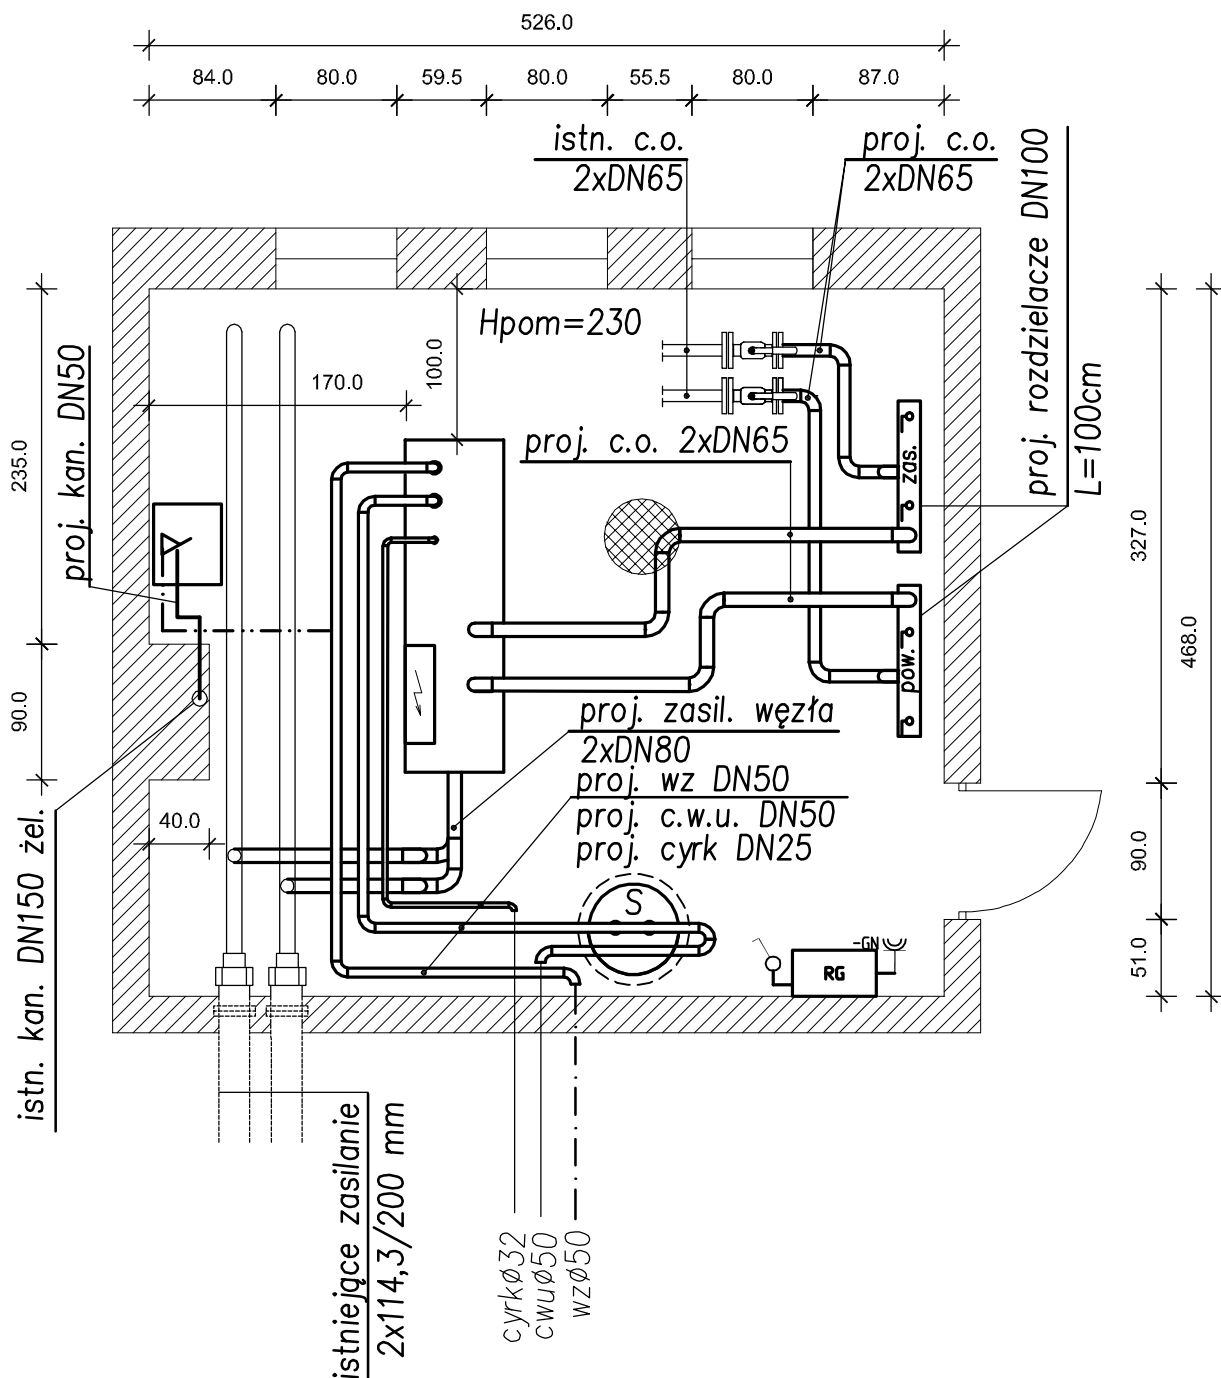 526.0
84.0 80.0 59.5 80.0 55.5 80.0 87.0
istn. c.o.
2xDN65
proj. c.o.
2xDN65
proj. rozdzielacze DN100
L=100cm
Hpom=230
100.0
170.0
proj. kan. DN50
235.0
90.0
40.0
istn. kan. DN150 żel.
proj. c.o. 2xDN65
zas.
pow.
327.0
468.0
90.0
51.0
proj. zasil. węzła
2xDN80
proj. wz DN50
proj. c.w.u. DN50
proj. cyrk DN25
S
-GN
RG
istniejące zasilanie
2x114,3/200 mm
cyrkø32
cwuø50
wzø50